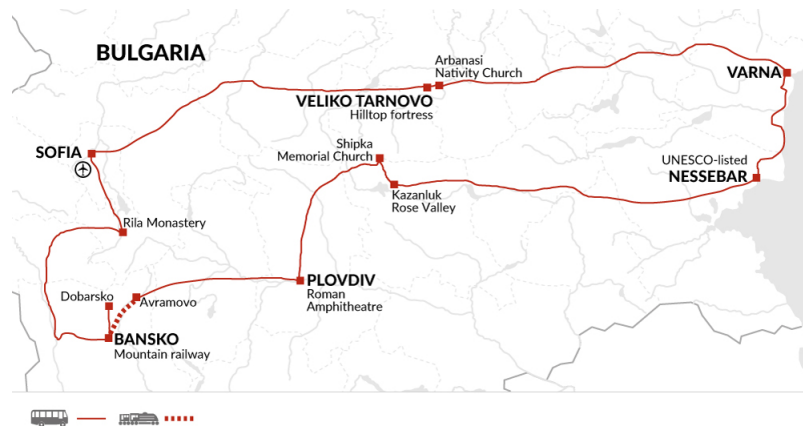 BULGARIA
Arbanasi
Nativity Church
VARNA
VELIKO TARNOVO
Hilltop fortress
SOFIA
Shipka
Memorial Church
UNESCO-listed
NESSEBAR
Kazanluk
Rose Valley
Rila Monastery
PLOVDIV
Roman
Amphitheatre
Dobarsko
Avramovo
BANSKO
Mountain railway